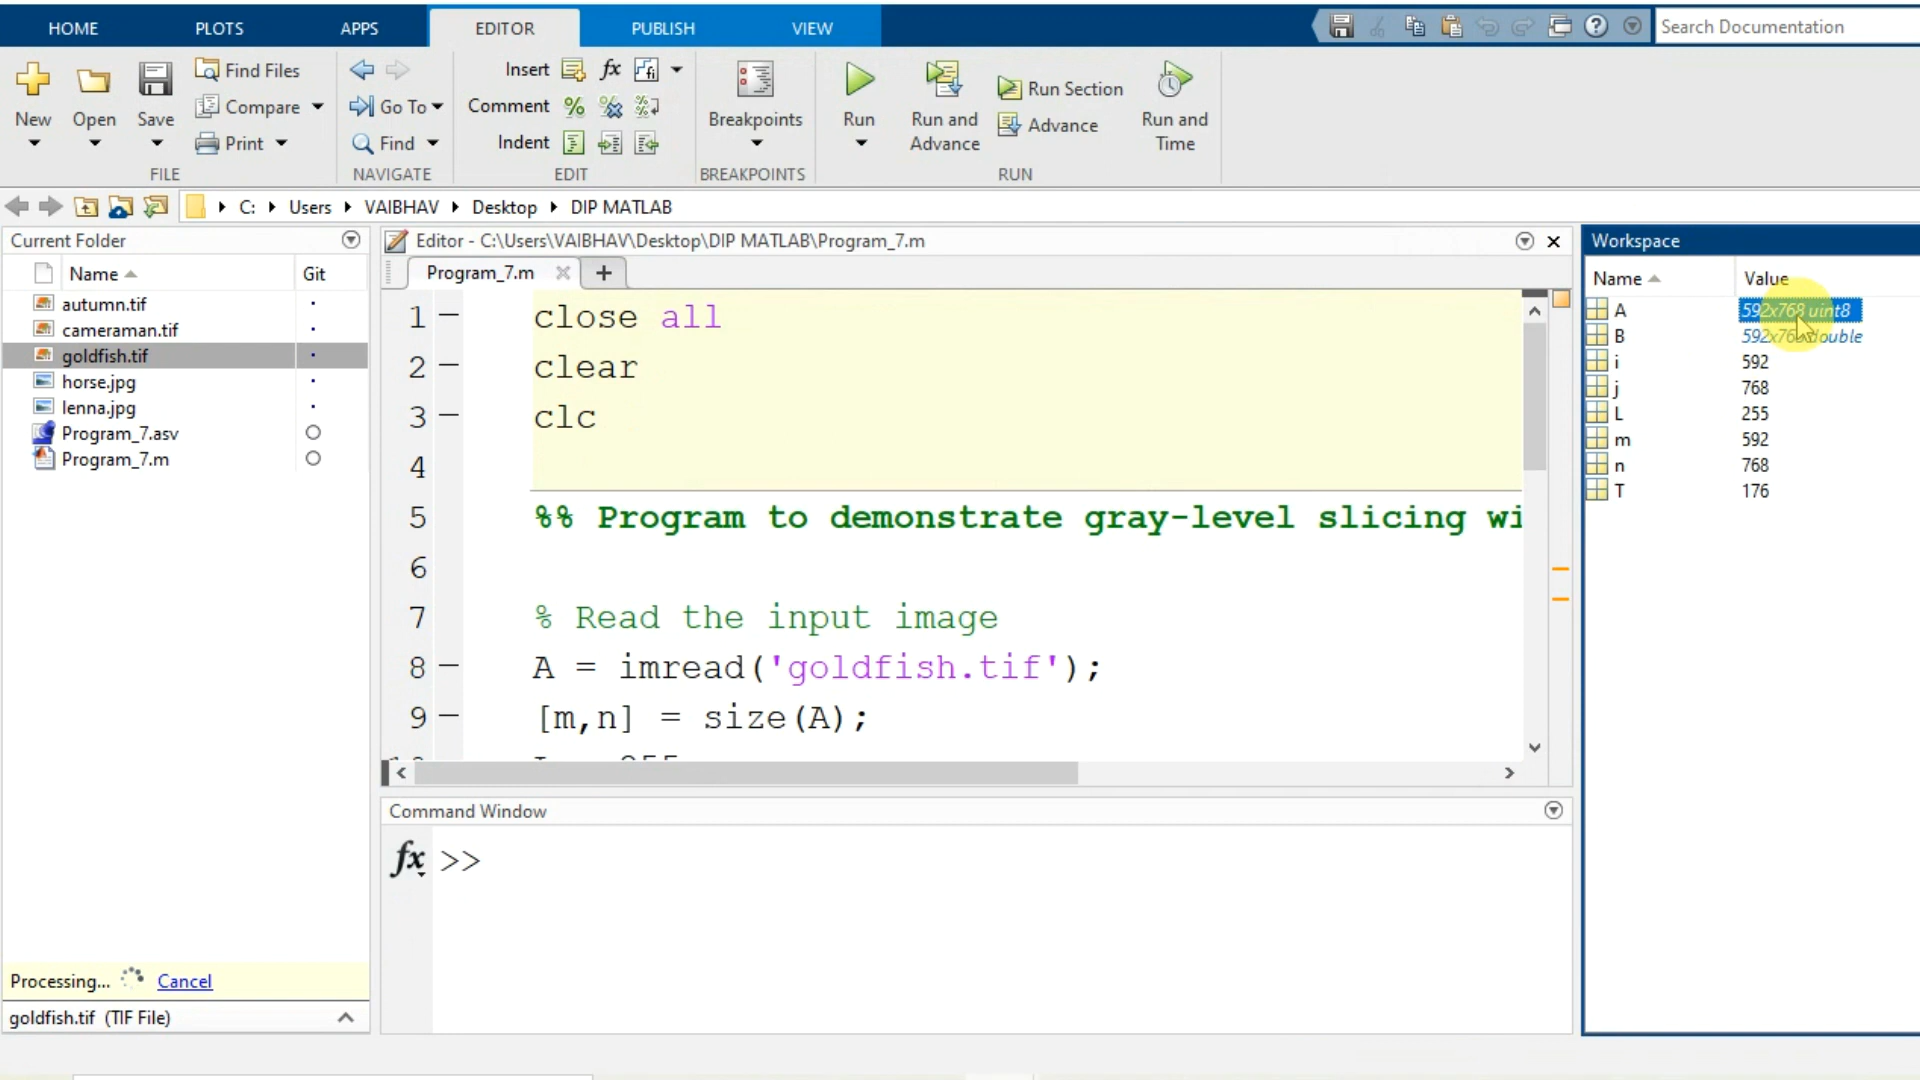 HOME PLOTS APPS EDITOR PUBLISH VIEW Search Documentation
New Open Save Find Files Compare Print
FILE
Go To Find
NAVIGATE
Insert fx
Comment
Indent
EDIT
Breakpoints
BREAKPOINTS
Run Run and Advance Run Section Advance Run and Time
RUN
C: Users VAIBHAV Desktop DIP MATLAB
Current Folder
Name Git
autumn.tif
cameraman.tif
goldfish.tif
horse.jpg
lenna.jpg
Program_7.asv
Program_7.m
Processing... Cancel
goldfish.tif (TIF File)
Editor - C:\Users\VAIBHAV\Desktop\DIP MATLAB\Program_7.m
Program_7.m
1 close all
2 clear
3 clc
4
5 %% Program to demonstrate gray-level slicing wi
6
7 % Read the input image
8 A = imread('goldfish.tif');
9 [m,n] = size(A);
Command Window
fx >>
Workspace
Name Value
A 592x768 uint8
B 592x768 double
i 592
j 768
L 255
m 592
n 768
T 176